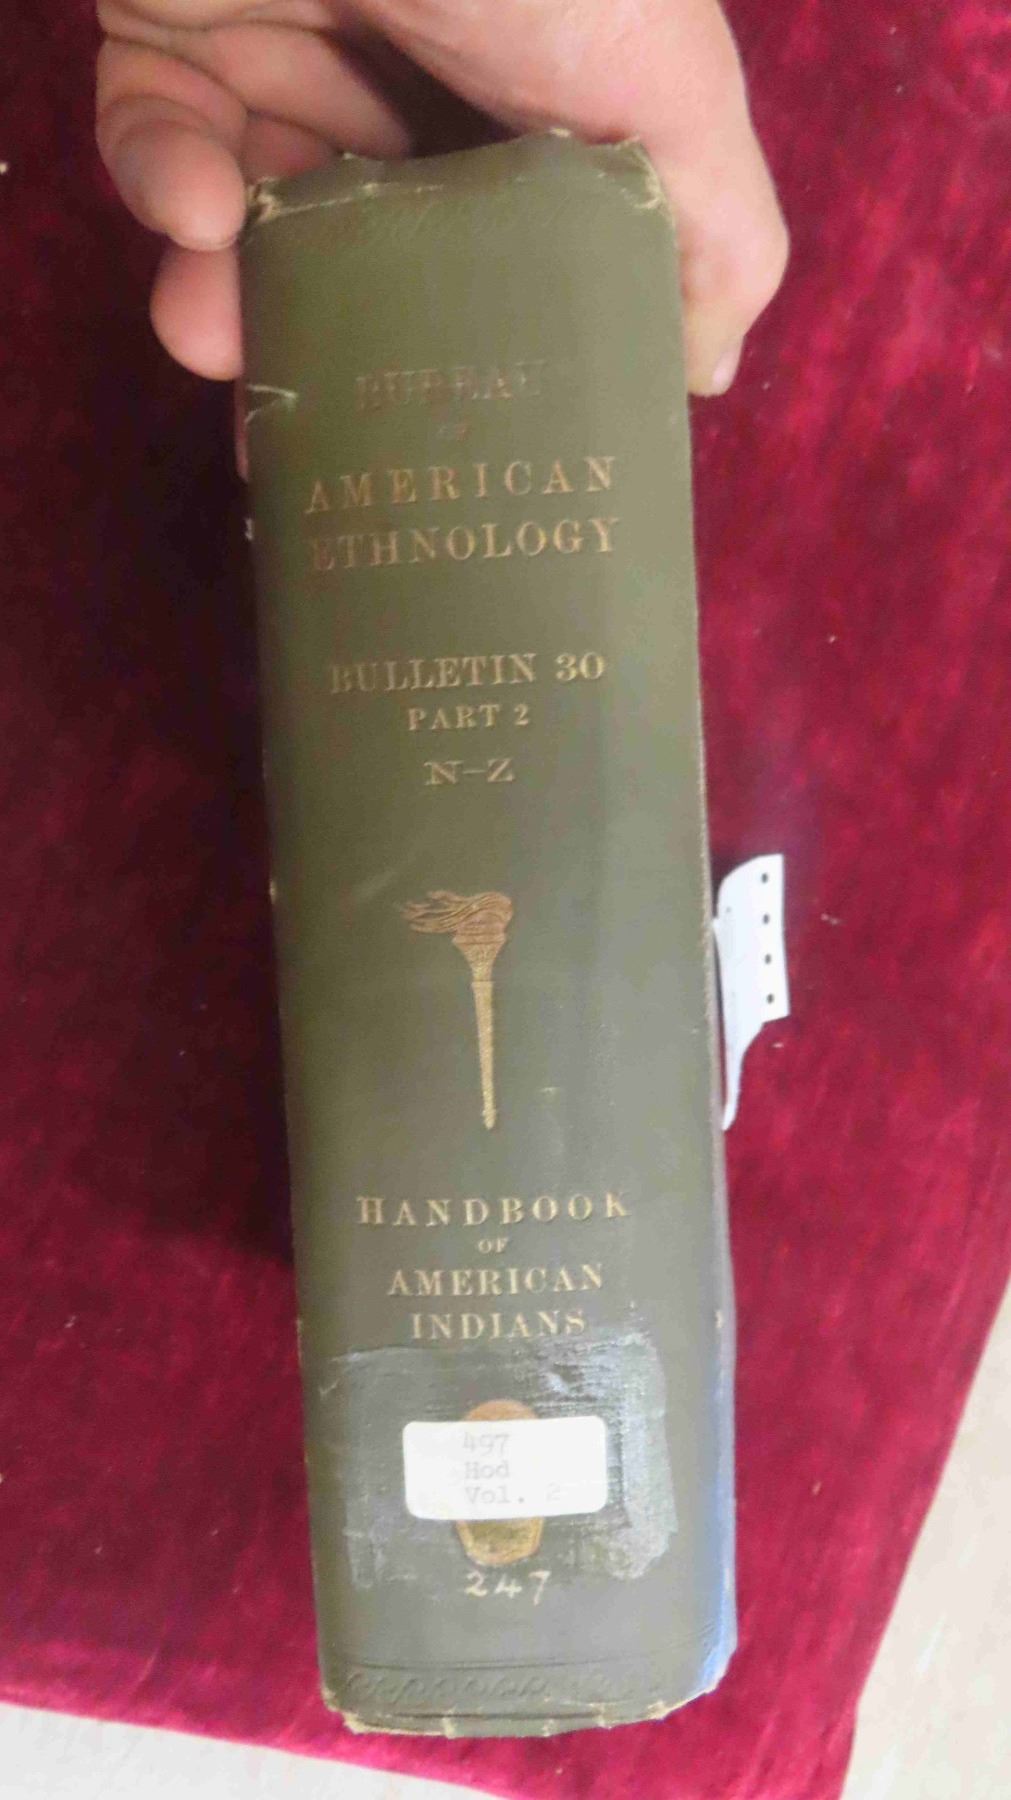 BUREAU
OF
AMERICAN
ETHNOLOGY
BULLETIN 30
PART 2
N–Z
HANDBOOK
OF
AMERICAN
INDIANS
497
Hod
Vol. 2
247